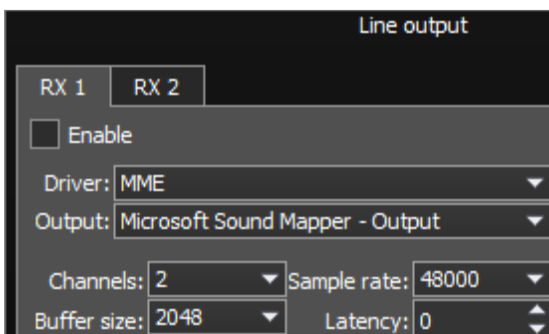 Line output
RX 1 RX 2
Enable
Driver: MME
Output: Microsoft Sound Mapper - Output
Channels: 2 Sample rate: 48000
Buffer size: 2048 Latency: 0